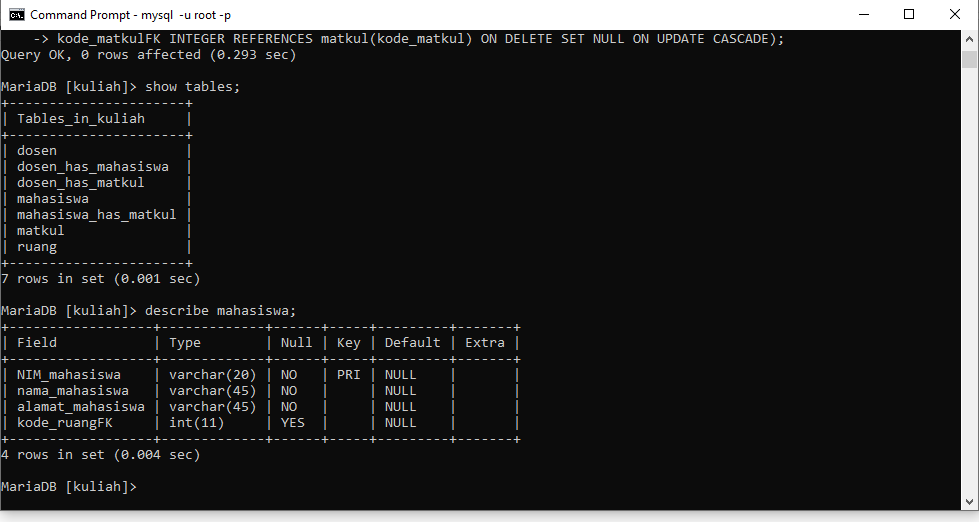 Command Prompt - mysql  -u root -p
    -> kode_matkulFK INTEGER REFERENCES matkul(kode_matkul) ON DELETE SET NULL ON UPDATE CASCADE);
Query OK, 0 rows affected (0.293 sec)

MariaDB [kuliah]> show tables;
+----------------------+
| Tables_in_kuliah     |
+----------------------+
| dosen                |
| dosen_has_mahasiswa  |
| dosen_has_matkul     |
| mahasiswa            |
| mahasiswa_has_matkul |
| matkul               |
| ruang                |
+----------------------+
7 rows in set (0.001 sec)

MariaDB [kuliah]> describe mahasiswa;
+------------------+-------------+------+-----+---------+-------+
| Field            | Type        | Null | Key | Default | Extra |
+------------------+-------------+------+-----+---------+-------+
| NIM_mahasiswa    | varchar(20) | NO   | PRI | NULL    |       |
| nama_mahasiswa   | varchar(45) | NO   |     | NULL    |       |
| alamat_mahasiswa | varchar(45) | NO   |     | NULL    |       |
| kode_ruangFK     | int(11)     | YES  |     | NULL    |       |
+------------------+-------------+------+-----+---------+-------+
4 rows in set (0.004 sec)

MariaDB [kuliah]>